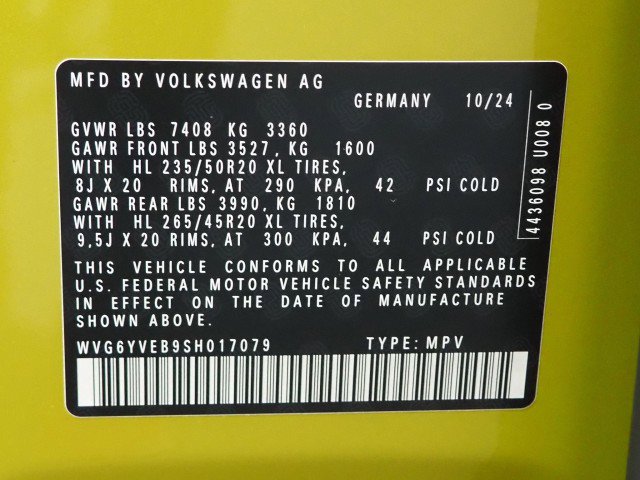 MFD BY VOLKSWAGEN AG
GERMANY 10/24
GVWR LBS 7408 KG 3360
GAWR FRONT LBS 3527, KG 1600
WITH HL 235/50R20 XL TIRES,
8J X 20 RIMS, AT 290 KPA, 42 PSI COLD
GAWR REAR LBS 3990, KG 1810
WITH HL 265/45R20 XL TIRES,
9,5J X 20 RIMS, AT 300 KPA, 44 PSI COLD
THIS VEHICLE CONFORMS TO ALL APPLICABLE
U.S. FEDERAL MOTOR VEHICLE SAFETY STANDARDS
IN EFFECT ON THE DATE OF MANUFACTURE
SHOWN ABOVE.
WVG6YVEB9SH017079 TYPE: MPV
4436098 U008 0